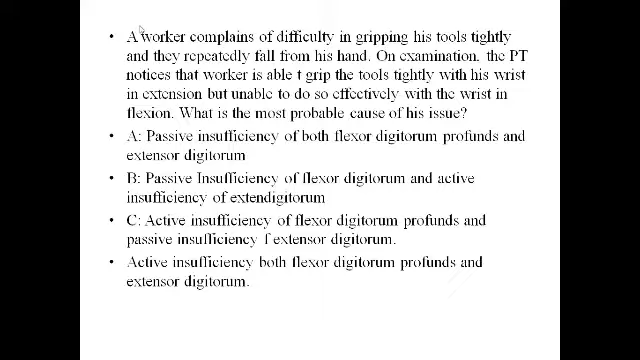 • A worker complains of difficulty in gripping his tools tightly
and they repeatedly fall from his hand. On examination, the PT
notices that worker is able t grip the tools tightly with his wrist
in extension but unable to do so effectively with the wrist in
flexion. What is the most probable cause of his issue?
• A: Passive insufficiency of both flexor digitorum profunds and
extensor digitorum
• B: Passive Insufficiency of flexor digitorum and active
insufficiency of extendigitorum
• C: Active insufficiency of flexor digitorum profunds and
passive insufficiency f extensor digitorum.
• Active insufficiency both flexor digitorum profunds and
extensor digitorum.